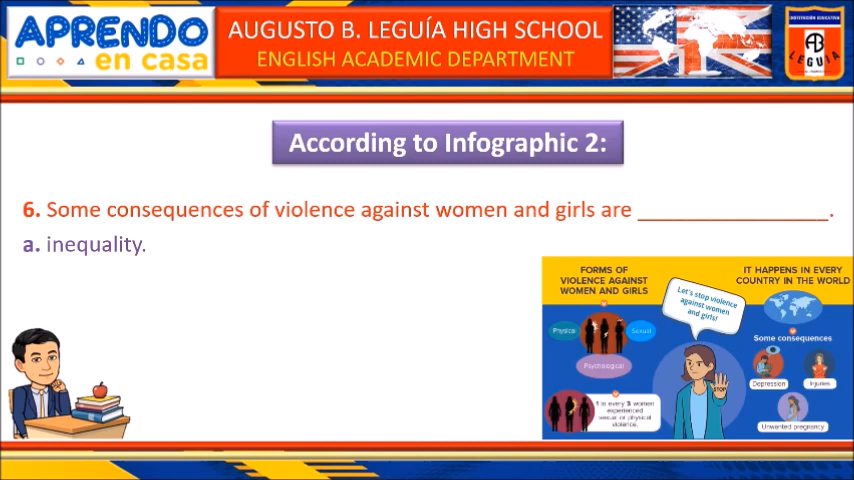 APRENDO
en casa
AUGUSTO B. LEGUÍA HIGH SCHOOL
ENGLISH ACADEMIC DEPARTMENT
INSTITUCIÓN EDUCATIVA
AB
LEGUIA
According to Infographic 2:
6. Some consequences of violence against women and girls are ________________.
a. inequality.
FORMS OF
VIOLENCE AGAINST
WOMEN AND GIRLS
IT HAPPENS IN EVERY
COUNTRY IN THE WORLD
Let's stop violence
against women
and girls!
Physical
Sexual
Psychological
Some consequences
Depression
Injuries
STOP
1 in every 3 women
experienced
sexual or physical
violence.
Unwanted pregnancy